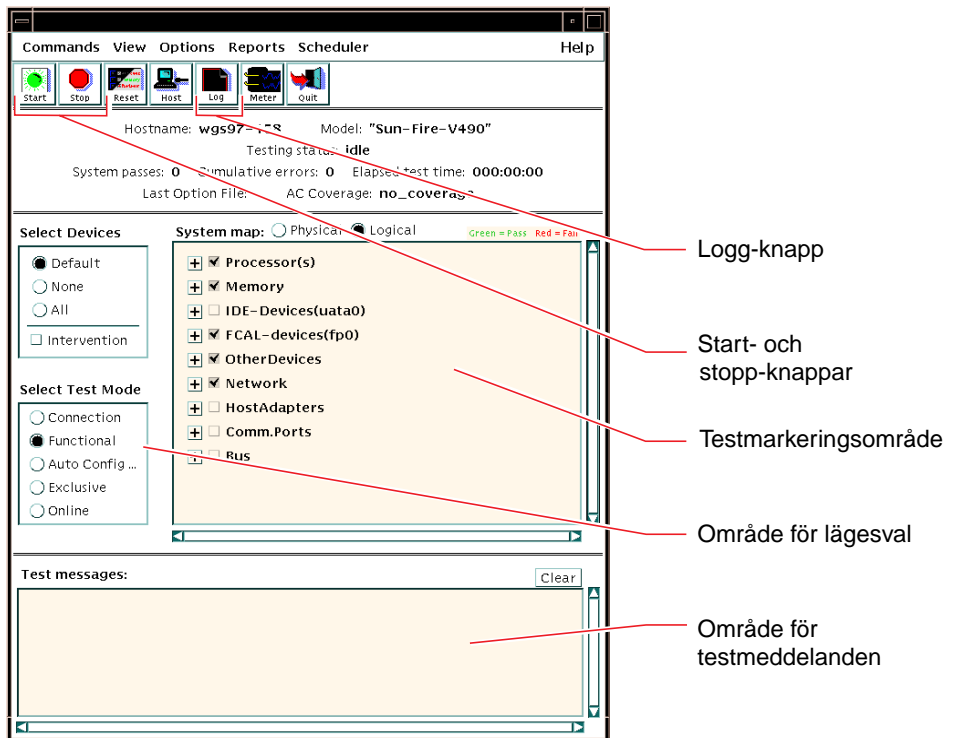 Commands View Options Reports Scheduler Help
Start Stop Reset Host Log Meter Quit
Hostname: Model: "Sun-Fire-V490"
Testing status: idle
System passes: 0 Cumulative errors: 0 Elapsed test time: 000:00:00
Last Option File: AC Coverage: no_coverage
Select Devices
Default
None
All
Intervention
Select Test Mode
Connection
Functional
Auto Config ...
Exclusive
Online
System map: Physical Logical Green = Pass Red = Fail
Processor(s)
Memory
IDE-Devices(uata0)
FCAL-devices(fp0)
OtherDevices
Network
HostAdapters
Comm.Ports
Bus
Test messages: Clear
Logg-knapp
Start- och
stopp-knappar
Testmarkeringsområde
Område för lägesval
Område för
testmeddelanden